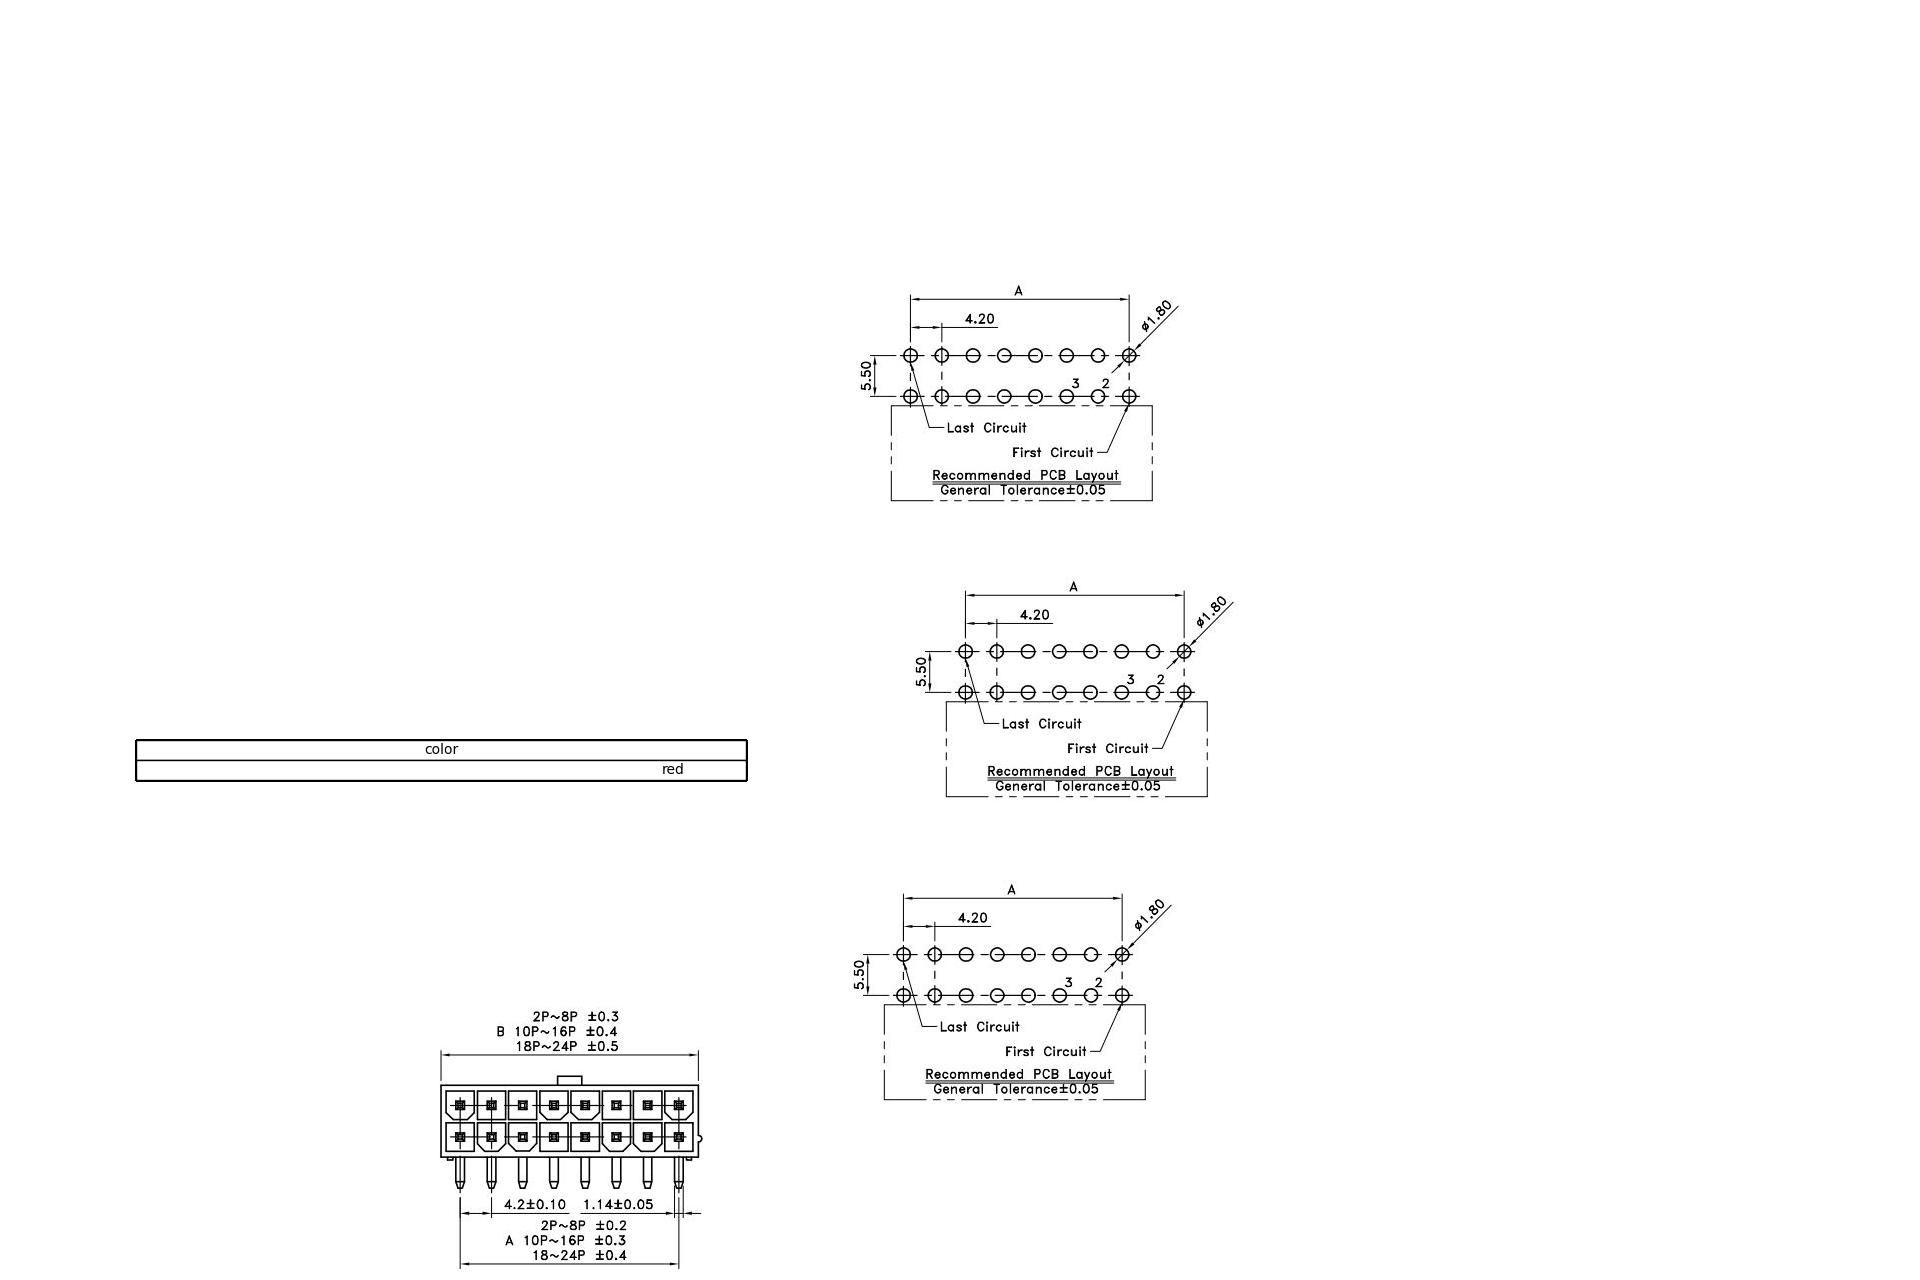 A
4.20
ø1.80
5.50
3 2
Last Circuit
First Circuit
Recommended PCB Layout
General Tolerance±0.05
A
4.20
ø1.80
5.50
3 2
Last Circuit
First Circuit
Recommended PCB Layout
General Tolerance±0.05
color
red
A
4.20
ø1.80
5.50
3 2
Last Circuit
First Circuit
Recommended PCB Layout
General Tolerance±0.05
2P~8P ±0.3
B 10P~16P ±0.4
18P~24P ±0.5
4.2±0.10 1.14±0.05
2P~8P ±0.2
A 10P~16P ±0.3
18~24P ±0.4